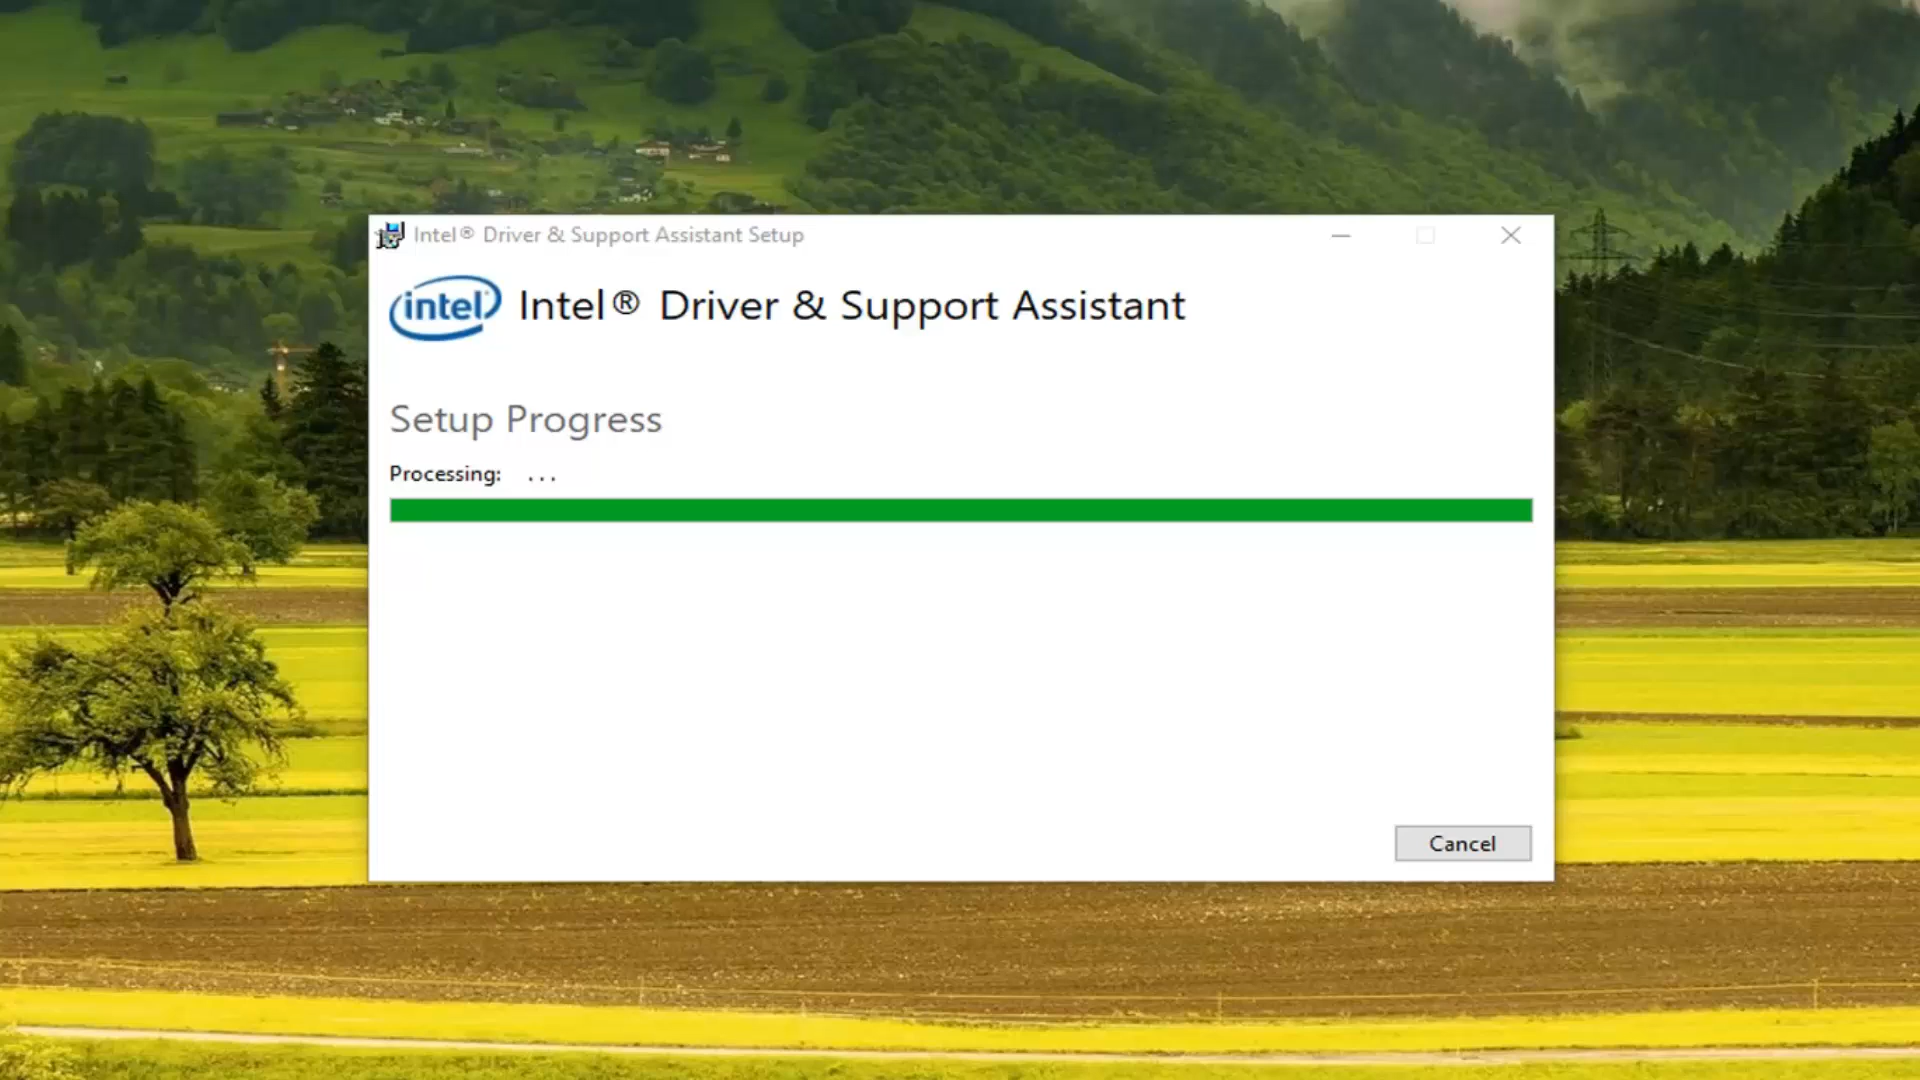 Intel® Driver & Support Assistant Setup
intel® Intel® Driver & Support Assistant
Setup Progress
Processing: ...
Cancel